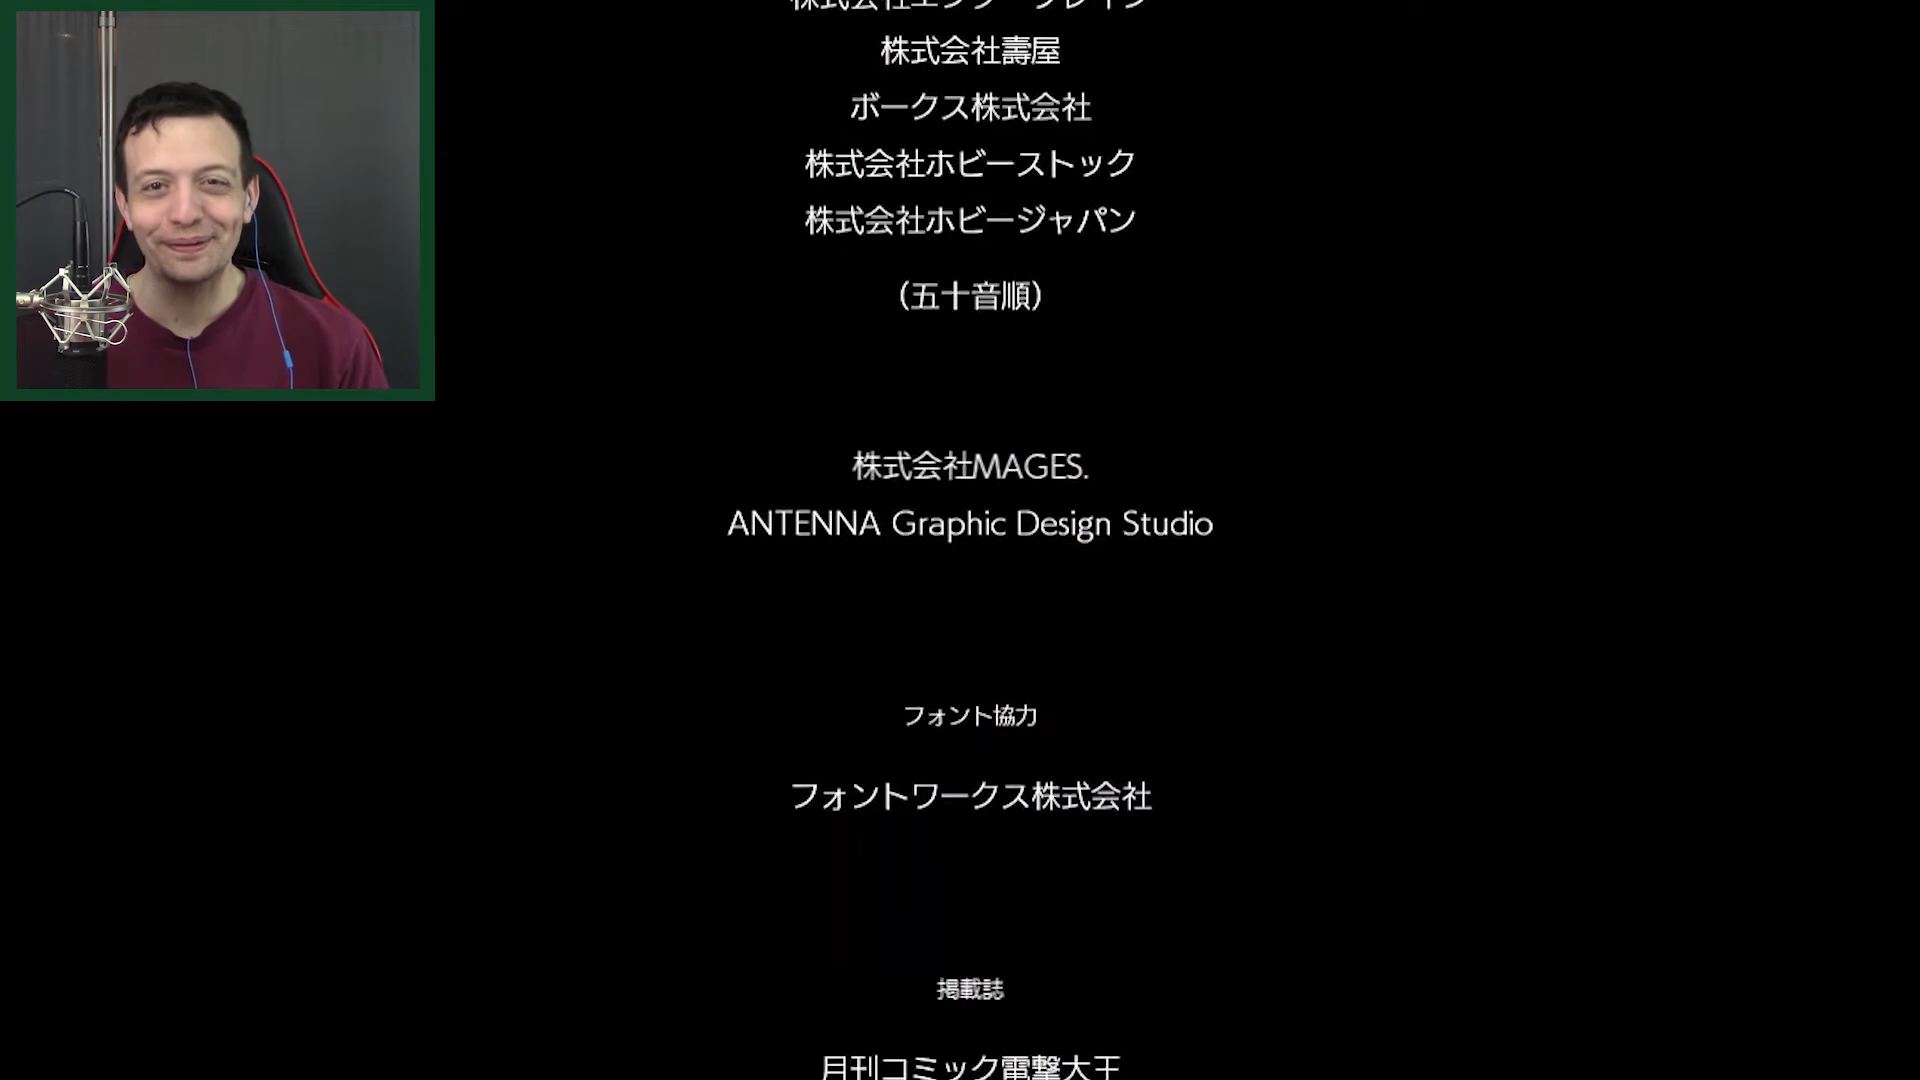 株式会社壽屋
ボークス株式会社
株式会社ホビーストック
株式会社ホビージャパン
(五十音順)
株式会社MAGES.
ANTENNA Graphic Design Studio
フォント協力
フォントワークス株式会社
掲載誌
月刊コミック電撃大王